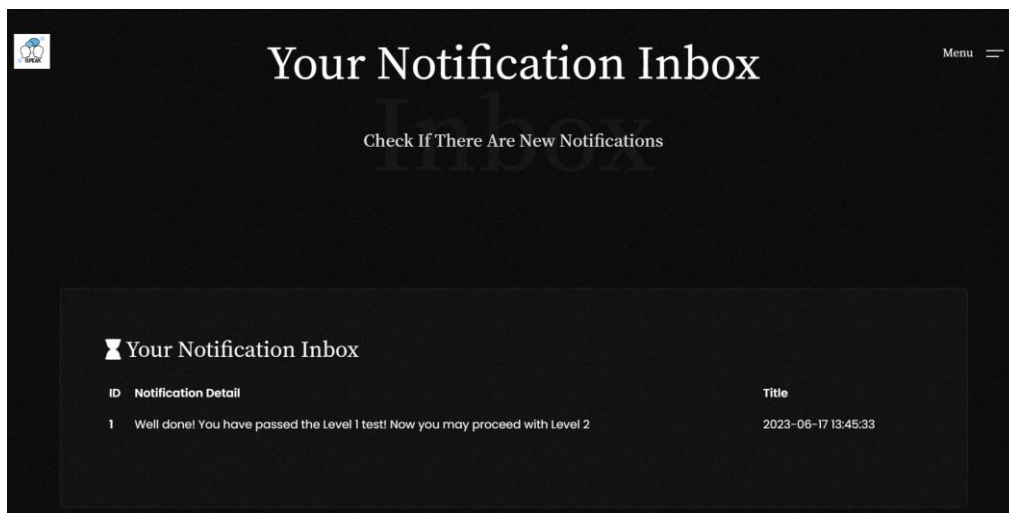 ISPEAK
Your Notification Inbox
Menu
Inbox
Check If There Are New Notifications
Your Notification Inbox
ID Notification Detail Title
1 Well done! You have passed the Level 1 test! Now you may proceed with Level 2 2023-06-17 13:45:33